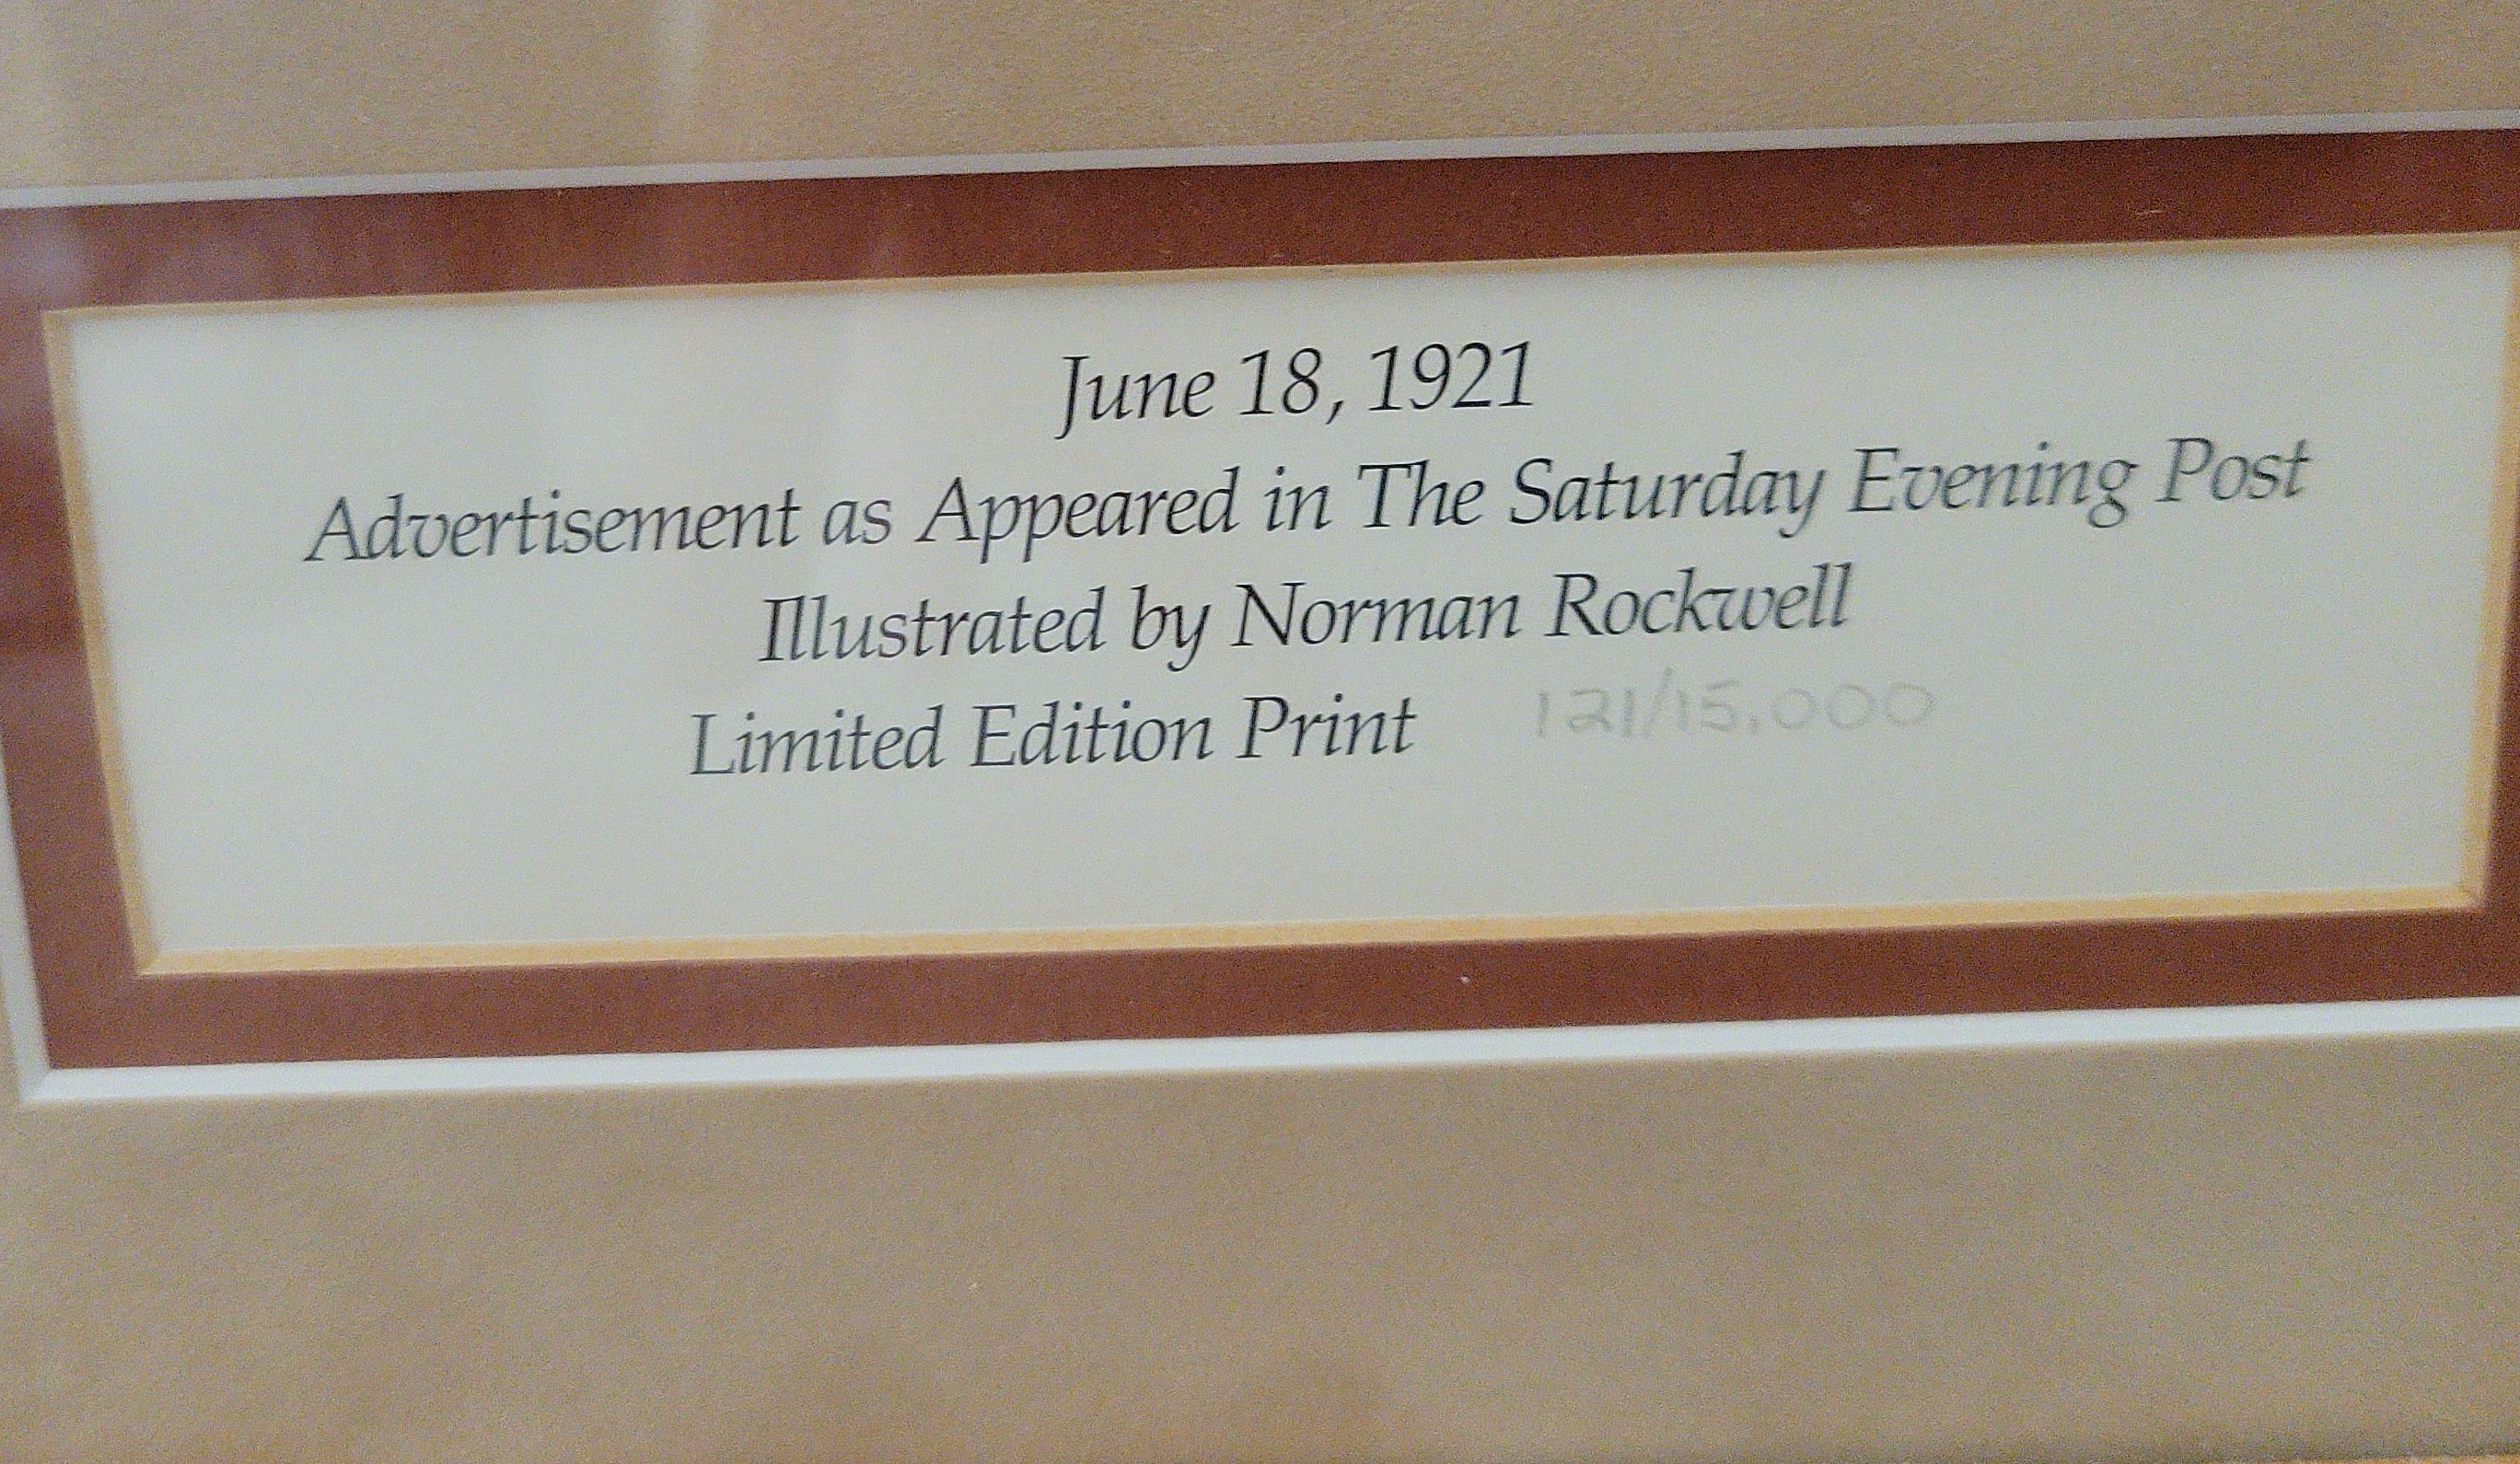 June 18, 1921
Advertisement as Appeared in The Saturday Evening Post
Illustrated by Norman Rockwell
Limited Edition Print 121/15,000